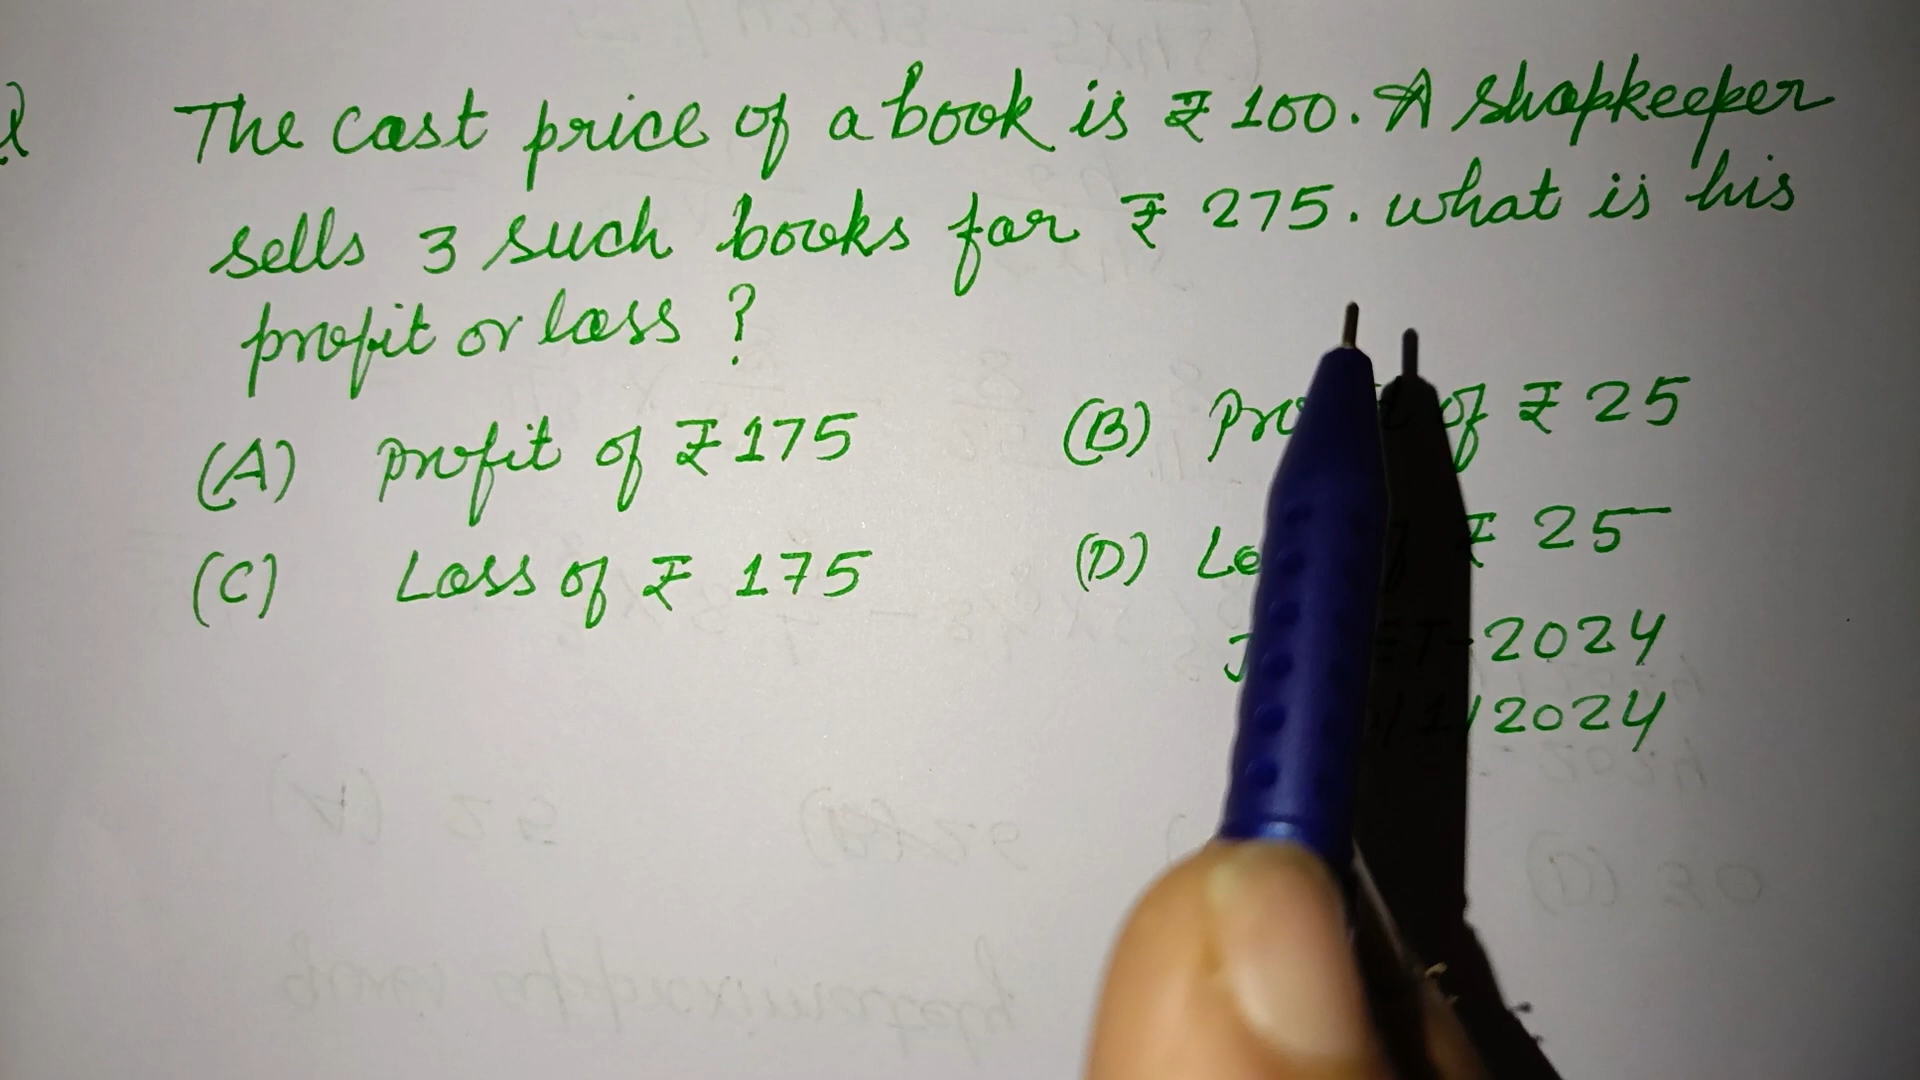 The cost price of a book is ₹ 100. A shopkeeper
sells 3 such books for ₹ 275. what is his
profit or loss ?
(A) profit of ₹ 175 (B) of ₹ 25
(C) Loss of ₹ 175 (D) ₹ 25
2024
2024